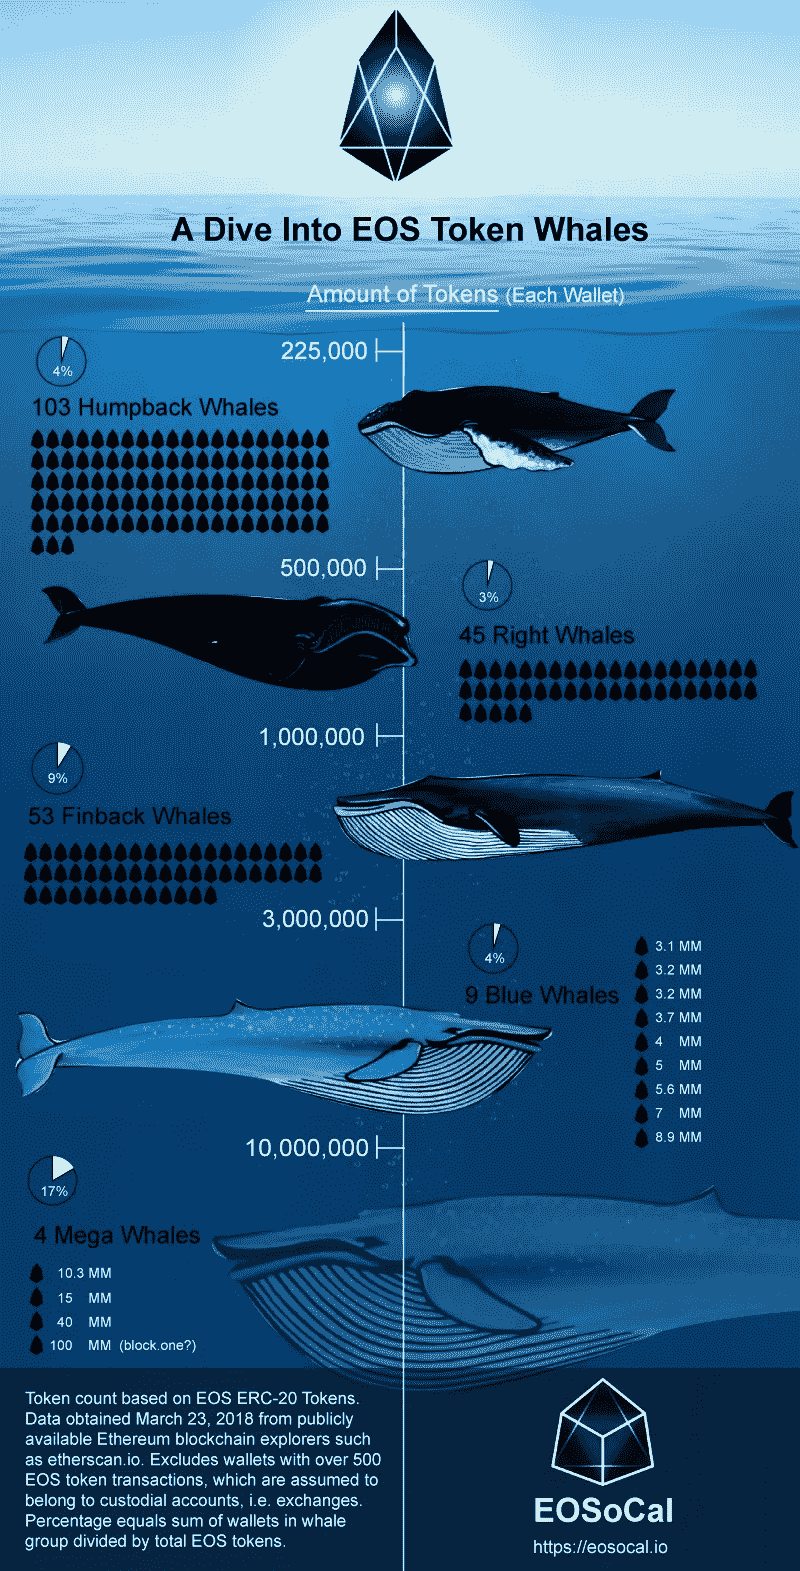 A Dive Into EOS Token Whales
Amount of Tokens (Each Wallet)
225,000
4%
103 Humpback Whales
500,000
3%
45 Right Whales
1,000,000
9%
53 Finback Whales
3,000,000
4%
9 Blue Whales
3.1 MM
3.2 MM
3.2 MM
3.7 MM
4 MM
5 MM
5.6 MM
7 MM
8.9 MM
10,000,000
17%
4 Mega Whales
10.3 MM
15 MM
40 MM
100 MM (block.one?)
Token count based on EOS ERC-20 Tokens.
Data obtained March 23, 2018 from publicly
available Ethereum blockchain explorers such
as etherscan.io. Excludes wallets with over 500
EOS token transactions, which are assumed to
belong to custodial accounts, i.e. exchanges.
Percentage equals sum of wallets in whale
group divided by total EOS tokens.
EOSoCal
https://eosocal.io